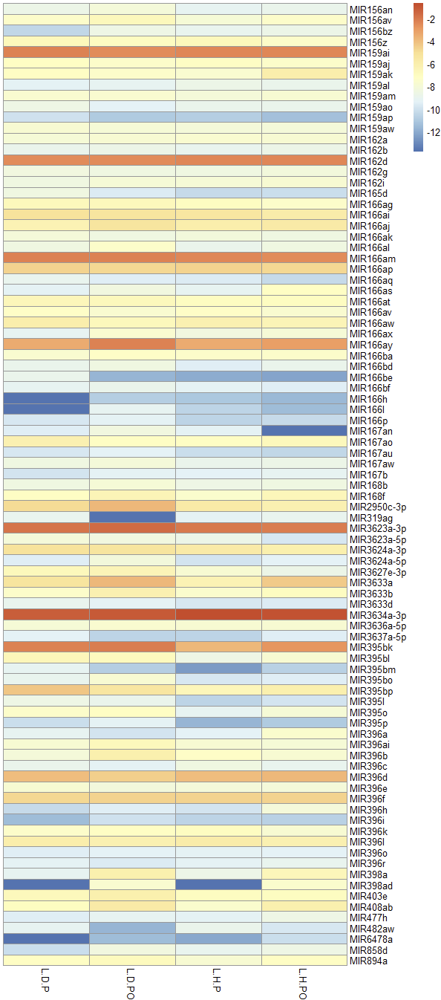 MIR156an
MIR156av
MIR156bz
MIR156z
MIR159ai
MIR159aj
MIR159ak
MIR159al
MIR159am
MIR159ao
MIR159ap
MIR159aw
MIR162a
MIR162b
MIR162d
MIR162g
MIR162i
MIR165d
MIR166ag
MIR166ai
MIR166aj
MIR166ak
MIR166al
MIR166am
MIR166ap
MIR166aq
MIR166as
MIR166at
MIR166av
MIR166aw
MIR166ax
MIR166ay
MIR166ba
MIR166bd
MIR166be
MIR166bf
MIR166h
MIR166l
MIR166p
MIR167an
MIR167ao
MIR167au
MIR167aw
MIR167b
MIR168b
MIR168f
MIR2950c-3p
MIR319ag
MIR3623a-3p
MIR3623a-5p
MIR3624a-3p
MIR3624a-5p
MIR3627e-3p
MIR3633a
MIR3633b
MIR3633d
MIR3634a-3p
MIR3636a-5p
MIR3637a-5p
MIR395bk
MIR395bl
MIR395bm
MIR395bo
MIR395bp
MIR395l
MIR395o
MIR395p
MIR396a
MIR396ai
MIR396b
MIR396c
MIR396d
MIR396e
MIR396f
MIR396h
MIR396i
MIR396k
MIR396l
MIR396o
MIR396r
MIR398a
MIR398ad
MIR403e
MIR408ab
MIR477h
MIR482aw
MIR6478a
MIR858d
MIR894a
-2
-4
-6
-8
-10
-12
L.D.P
L.D.PO
L.H.P
L.H.PO